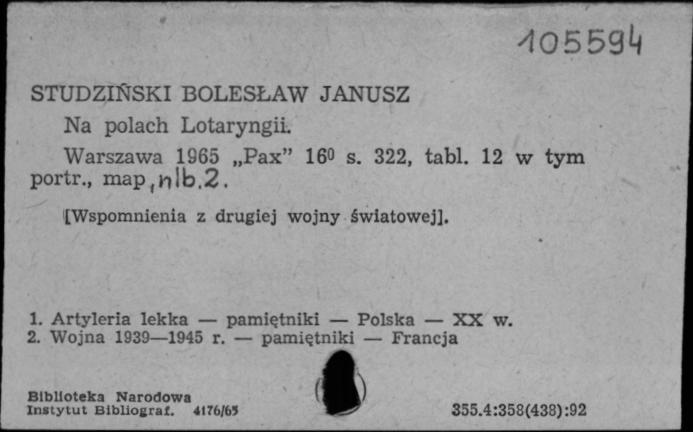 105594
STUDZIŃSKI BOLESŁAW JANUSZ
Na polach Lotaryngii.
Warszawa 1965 „Pax” 16⁰ s. 322, tabl. 12 w tym
portr., map, nlb.2.
[Wspomnienia z drugiej wojny światowej].
1. Artyleria lekka — pamiętniki — Polska — XX w.
2. Wojna 1939—1945 r. — pamiętniki — Francja
Biblioteka Narodowa
Instytut Bibliograf. 4176/65
355.4:358(438):92